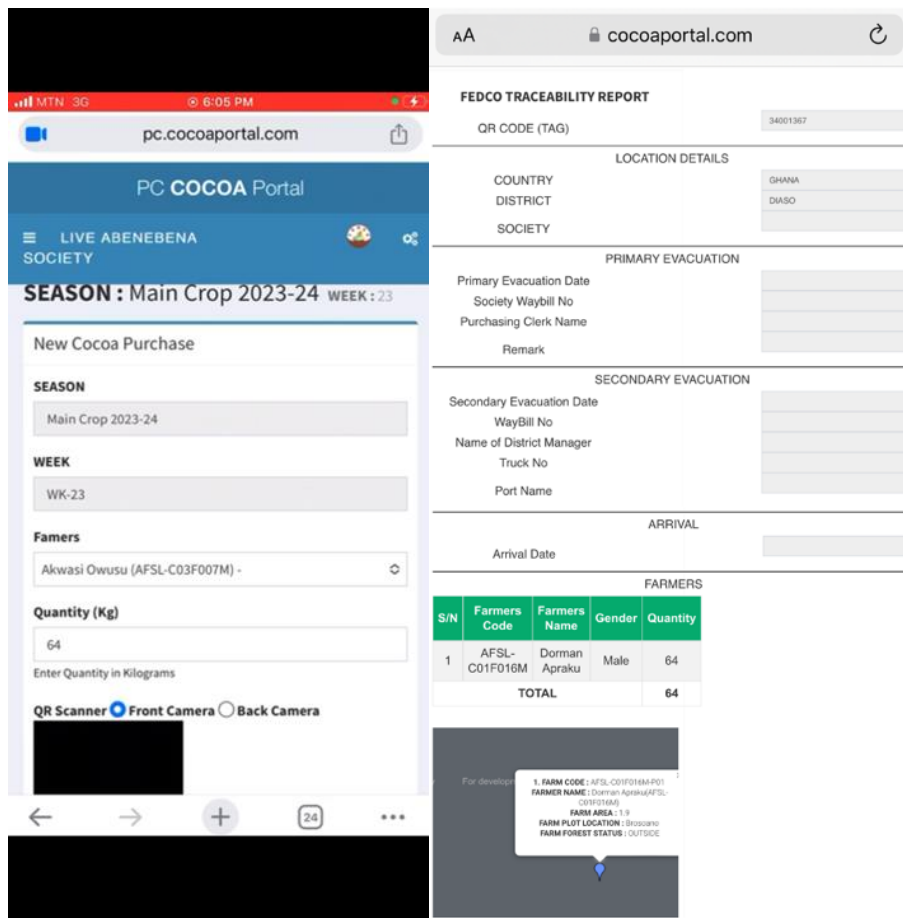 MTN 3G
6:05 PM
pc.cocoaportal.com
PC COCOA Portal
LIVE ABENEBENA
SOCIETY
SEASON : Main Crop 2023-24 WEEK : 23
New Cocoa Purchase
SEASON
Main Crop 2023-24
WEEK
WK-23
Famers
Akwasi Owusu (AFSL-C03F007M) -
Quantity (Kg)
64
Enter Quantity in Kilograms
QR Scanner Front Camera Back Camera
24
AA cocoaportal.com
FEDCO TRACEABILITY REPORT
QR CODE (TAG) 34001367
LOCATION DETAILS
COUNTRY GHANA
DISTRICT DIASO
SOCIETY
PRIMARY EVACUATION
Primary Evacuation Date
Society Waybill No
Purchasing Clerk Name
Remark
SECONDARY EVACUATION
Secondary Evacuation Date
WayBill No
Name of District Manager
Truck No
Port Name
ARRIVAL
Arrival Date
FARMERS
S/N Farmers Code Farmers Name Gender Quantity
1 AFSL-C01F016M Dorman Apraku Male 64
TOTAL 64
For developm
1. FARM CODE : AFSL-C01F016M-P01
FARMER NAME : Dorman Apraku(AFSL-
C01F016M)
FARM AREA : 1.9
FARM PLOT LOCATION : Brosoano
FARM FOREST STATUS : OUTSIDE